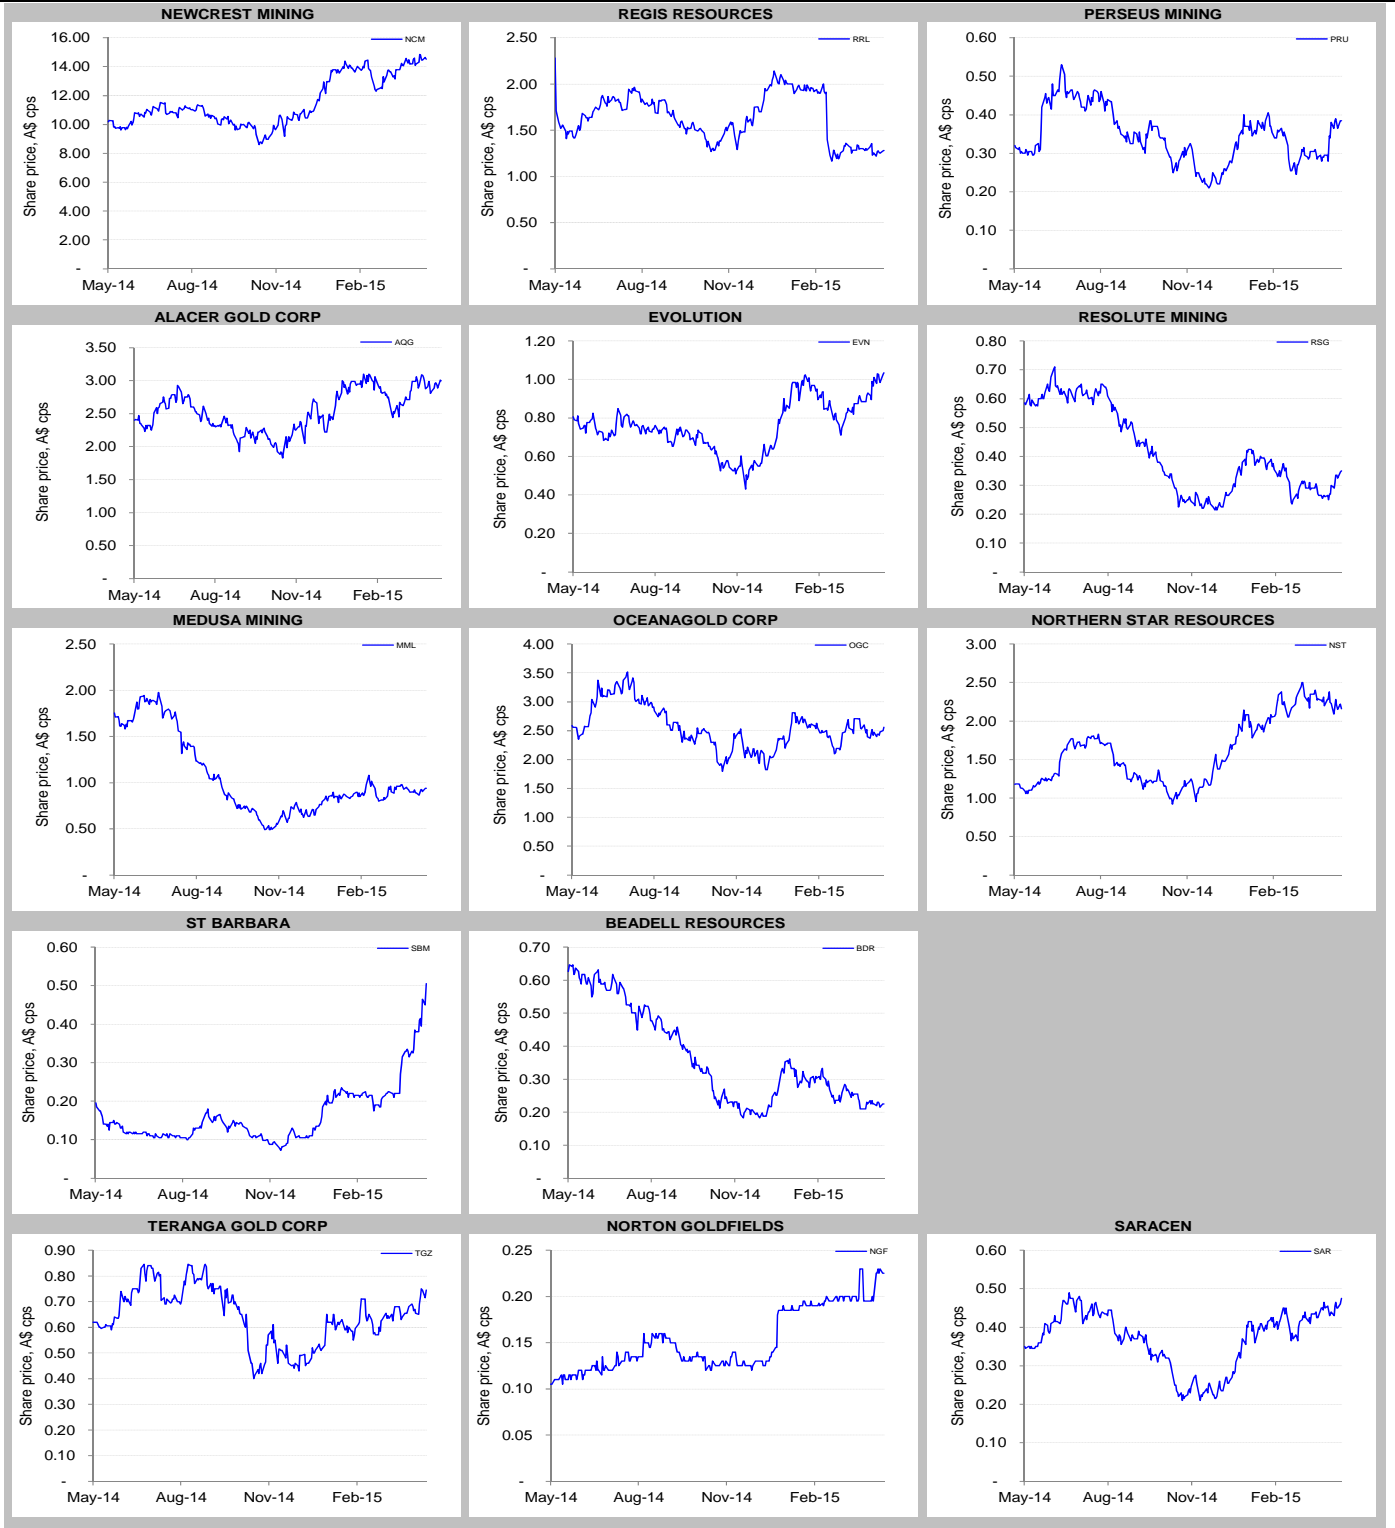 NEWCREST MINING
NCM
Share price, A$ cps
16.00
14.00
12.00
10.00
8.00
6.00
4.00
2.00
-
May-14 Aug-14 Nov-14 Feb-15
REGIS RESOURCES
RRL
Share price, A$ cps
2.50
2.00
1.50
1.00
0.50
-
May-14 Aug-14 Nov-14 Feb-15
PERSEUS MINING
PRU
Share price, A$ cps
0.60
0.50
0.40
0.30
0.20
0.10
-
May-14 Aug-14 Nov-14 Feb-15
ALACER GOLD CORP
AQG
Share price, A$ cps
3.50
3.00
2.50
2.00
1.50
1.00
0.50
-
May-14 Aug-14 Nov-14 Feb-15
EVOLUTION
EVN
Share price, A$ cps
1.20
1.00
0.80
0.60
0.40
0.20
-
May-14 Aug-14 Nov-14 Feb-15
RESOLUTE MINING
RSG
Share price, A$ cps
0.80
0.70
0.60
0.50
0.40
0.30
0.20
0.10
-
May-14 Aug-14 Nov-14 Feb-15
MEDUSA MINING
MML
Share price, A$ cps
2.50
2.00
1.50
1.00
0.50
-
May-14 Aug-14 Nov-14 Feb-15
OCEANAGOLD CORP
OGC
Share price, A$ cps
4.00
3.50
3.00
2.50
2.00
1.50
1.00
0.50
-
May-14 Aug-14 Nov-14 Feb-15
NORTHERN STAR RESOURCES
NST
Share price, A$ cps
3.00
2.50
2.00
1.50
1.00
0.50
-
May-14 Aug-14 Nov-14 Feb-15
ST BARBARA
SBM
Share price, A$ cps
0.60
0.50
0.40
0.30
0.20
0.10
-
May-14 Aug-14 Nov-14 Feb-15
BEADELL RESOURCES
BDR
Share price, A$ cps
0.70
0.60
0.50
0.40
0.30
0.20
0.10
-
May-14 Aug-14 Nov-14 Feb-15
TERANGA GOLD CORP
TGZ
Share price, A$ cps
0.90
0.80
0.70
0.60
0.50
0.40
0.30
0.20
0.10
-
May-14 Aug-14 Nov-14 Feb-15
NORTON GOLDFIELDS
NGF
Share price, A$ cps
0.25
0.20
0.15
0.10
0.05
-
May-14 Aug-14 Nov-14 Feb-15
SARACEN
SAR
Share price, A$ cps
0.60
0.50
0.40
0.30
0.20
0.10
-
May-14 Aug-14 Nov-14 Feb-15